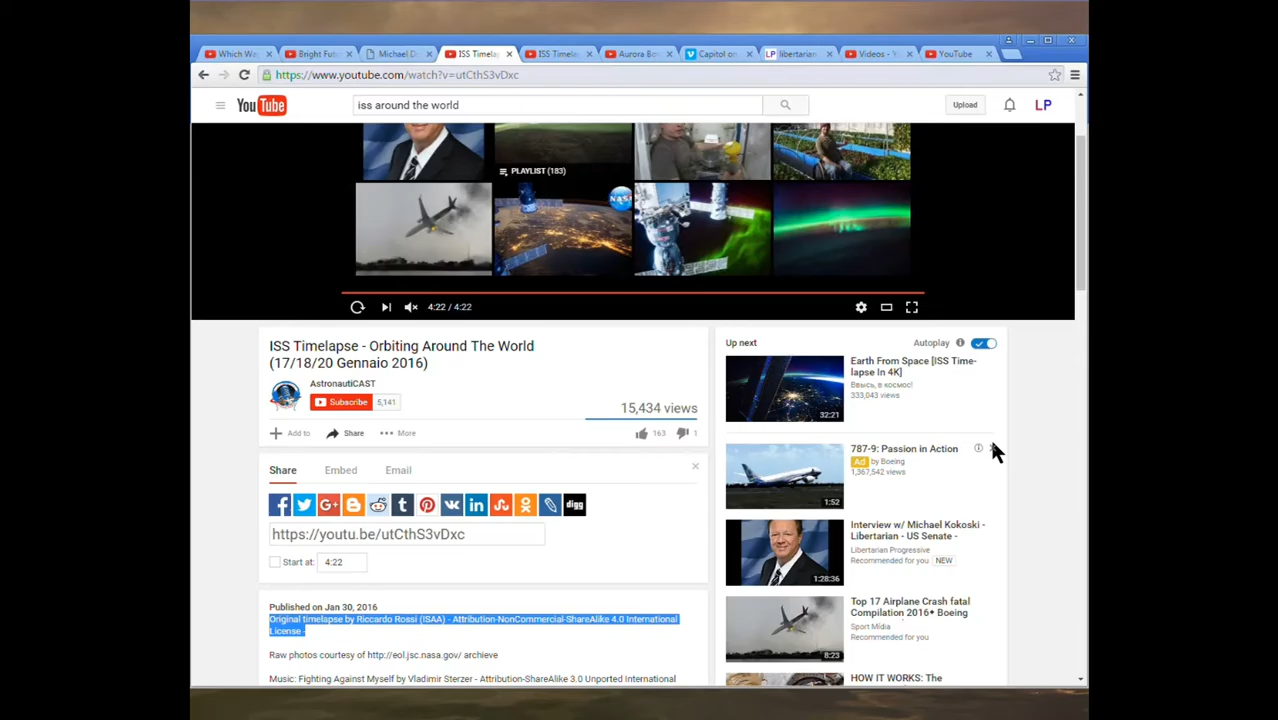 Which Wa
Bright Futu
Michael D
ISS Timela
ISS Timela
Aurora Bo
Capitol on
LP libertarian
Videos - Y
YouTube
https://www.youtube.com/watch?v=utCthS3vDxc
YouTube
iss around the world
Upload
LP
PLAYLIST (183)
NASA
4:22 / 4:22
ISS Timelapse - Orbiting Around The World
(17/18/20 Gennaio 2016)
AstronautiCAST
Subscribe 5,141
15,434 views
Add to Share More
163 1
Share Embed Email
digg
https://youtu.be/utCthS3vDxc
Start at: 4:22
Published on Jan 30, 2016
Original timelapse by Riccardo Rossi (ISAA) - Attribution-NonCommercial-ShareAlike 4.0 International
License -
Raw photos courtesy of http://eol.jsc.nasa.gov/ archieve
Music: Fighting Against Myself by Vladimir Sterzer - Attribution-ShareAlike 3.0 Unported International
Up next
Autoplay
Earth From Space [ISS Time-
lapse In 4K]
Ввысь, в космос!
333,043 views
32:21
787-9: Passion in Action
Ad by Boeing
1,367,542 views
1:52
Interview w/ Michael Kokoski -
Libertarian - US Senate -
Libertarian Progressive
Recommended for you NEW
1:28:36
Top 17 Airplane Crash fatal
Compilation 2016• Boeing
Sport Mídia
Recommended for you
8:23
HOW IT WORKS: The